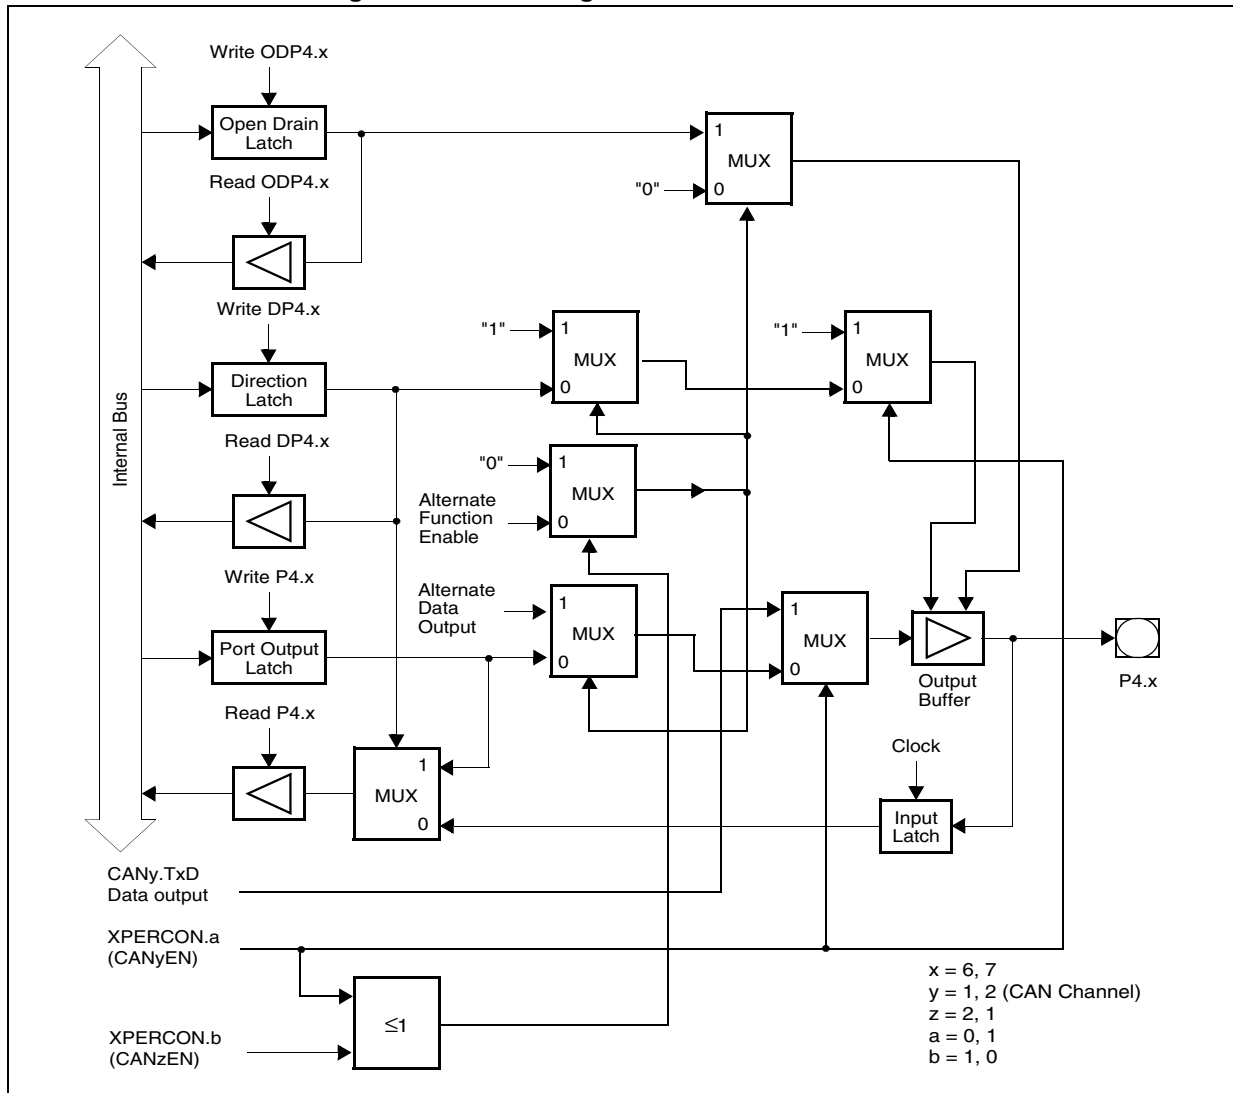 Write ODP4.x
Open Drain
Latch
Read ODP4.x
1
MUX
"0"
0
Write DP4.x
Direction
Latch
Read DP4.x
"1"
1
MUX
0
"1"
1
MUX
0
Internal Bus
"0"
1
MUX
Alternate
Function
Enable
0
Write P4.x
Port Output
Latch
Read P4.x
Alternate
Data
Output
1
MUX
0
1
MUX
0
Output
Buffer
P4.x
Clock
Input
Latch
1
MUX
0
CANy.TxD
Data output
XPERCON.a
(CANyEN)
XPERCON.b
(CANzEN)
≤1
x = 6, 7
y = 1, 2 (CAN Channel)
z = 2, 1
a = 0, 1
b = 1, 0